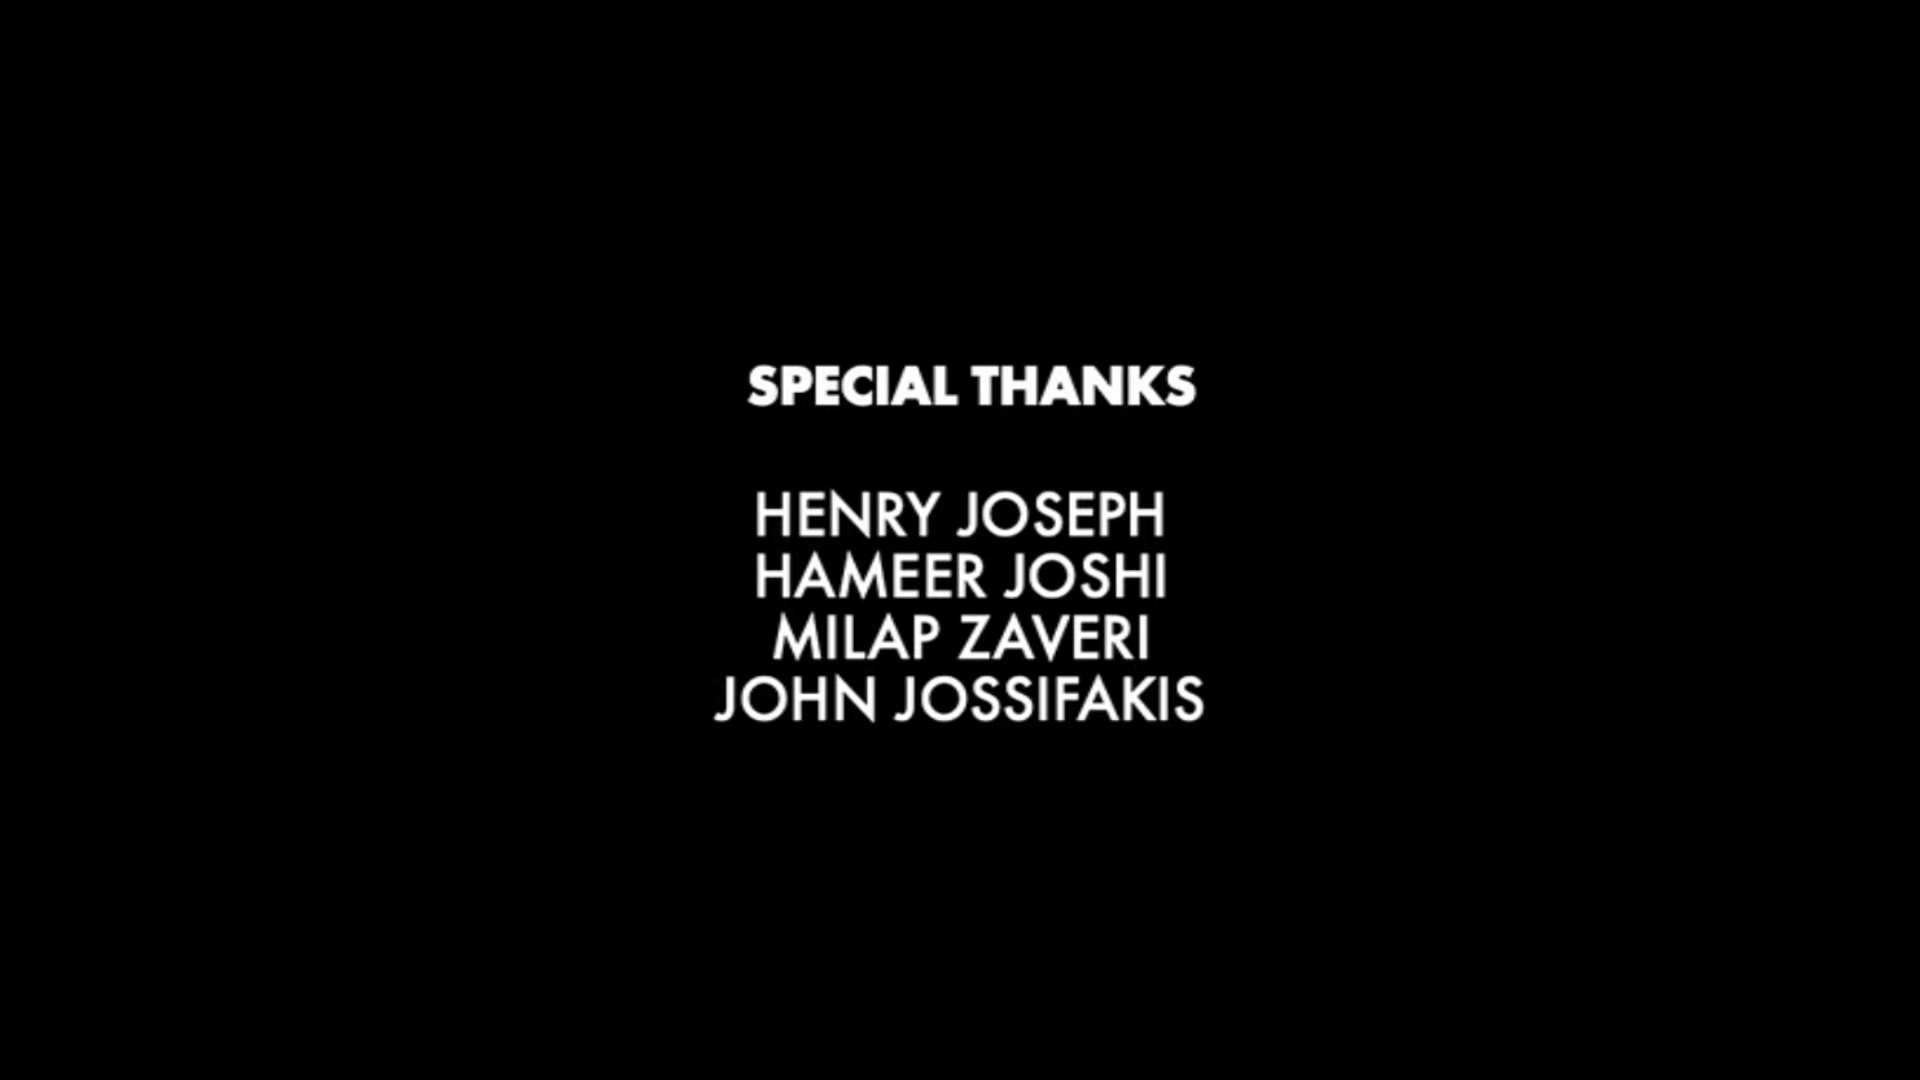 SPECIAL THANKS
HENRY JOSEPH
HAMEER JOSHI
MILAP ZAVERI
JOHN JOSSIFAKIS